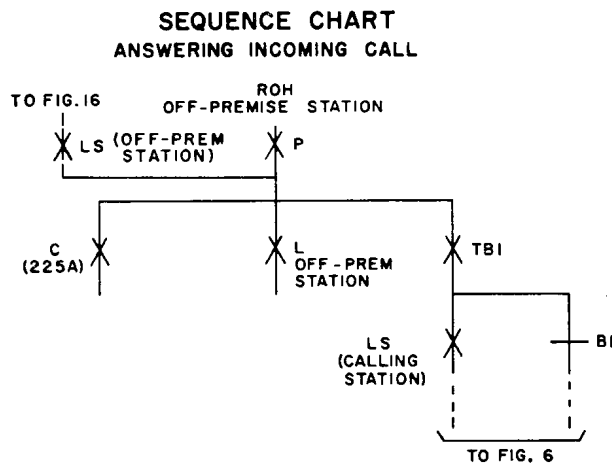 SEQUENCE CHART
ANSWERING INCOMING CALL
TO FIG. 16
ROH
OFF-PREMISE STATION
LS (OFF-PREM
STATION)
P
C
(225A)
L
OFF-PREM
STATION
TB1
LS
(CALLING
STATION)
B1
TO FIG. 6